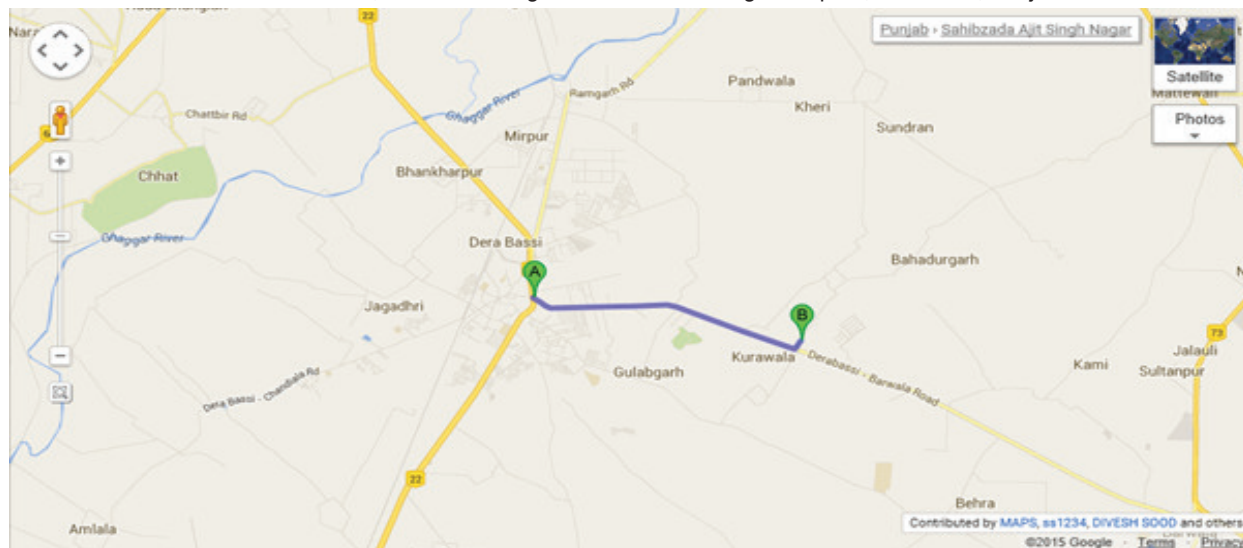 22
Punjab › Sahibzada Ajit Singh Nagar
Satellite
Photos
Pandwala
Kheri
Sundran
Ramgarh Rd
Ghaggar River
Chattbir Rd
Mirpur
Bhankharpur
Chhat
Ghaggar River
Dera Bassi
A
Bahadurgarh
Jagadhri
B
73
Kurawala
Derabassi - Barwala Road
Kami
Jalauli
Sultanpur
Gulabgarh
Dera Bassi - Chandiala Rd
22
Behra
Amlala
Contributed by MAPS, ss1234, DIVESH SOOD and others
©2015 Google - Terms - Privacy